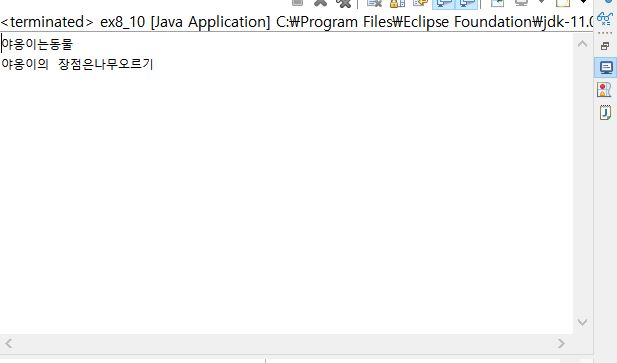 <terminated> ex8_10 [Java Application] C:₩Program Files₩Eclipse Foundation₩jdk-11.0
야옹이는동물
야옹이의 장점은나무오르기